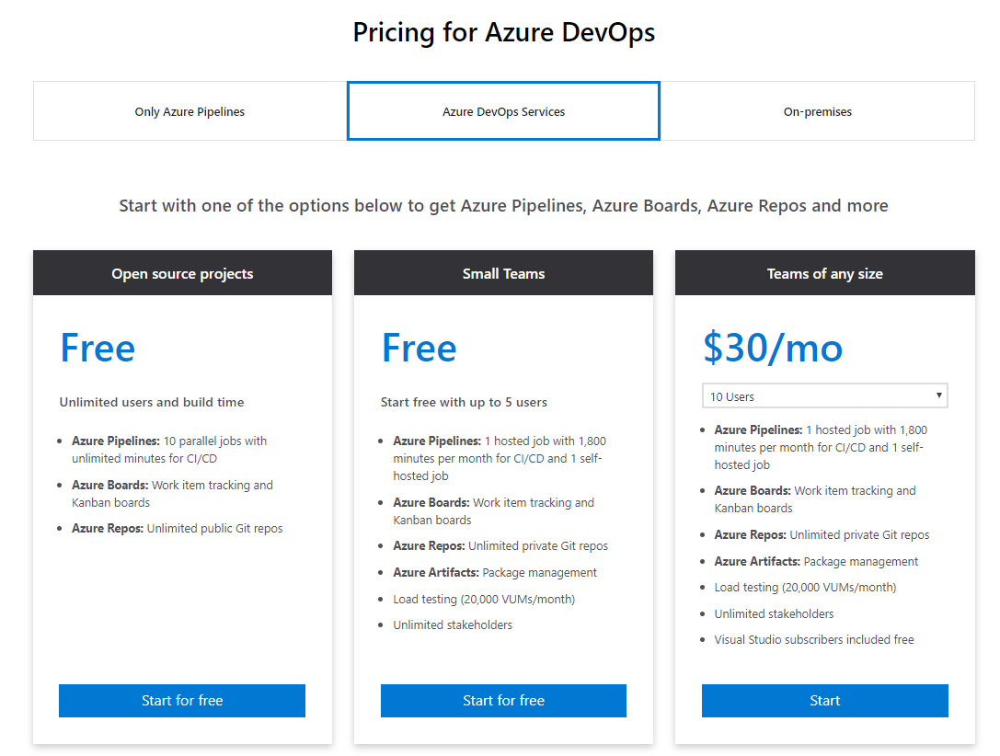 Pricing for Azure DevOps
Only Azure Pipelines
Azure DevOps Services
On-premises
Start with one of the options below to get Azure Pipelines, Azure Boards, Azure Repos and more
Open source projects
Free
Unlimited users and build time
Azure Pipelines: 10 parallel jobs with
unlimited minutes for CI/CD
Azure Boards: Work item tracking and
Kanban boards
Azure Repos: Unlimited public Git repos
Start for free
Small Teams
Free
Start free with up to 5 users
Azure Pipelines: 1 hosted job with 1,800
minutes per month for CI/CD and 1 self-
hosted job
Azure Boards: Work item tracking and
Kanban boards
Azure Repos: Unlimited private Git repos
Azure Artifacts: Package management
Load testing (20,000 VUMs/month)
Unlimited stakeholders
Start for free
Teams of any size
$30/mo
10 Users
Azure Pipelines: 1 hosted job with 1,800
minutes per month for CI/CD and 1 self-
hosted job
Azure Boards: Work item tracking and
Kanban boards
Azure Repos: Unlimited private Git repos
Azure Artifacts: Package management
Load testing (20,000 VUMs/month)
Unlimited stakeholders
Visual Studio subscribers included free
Start